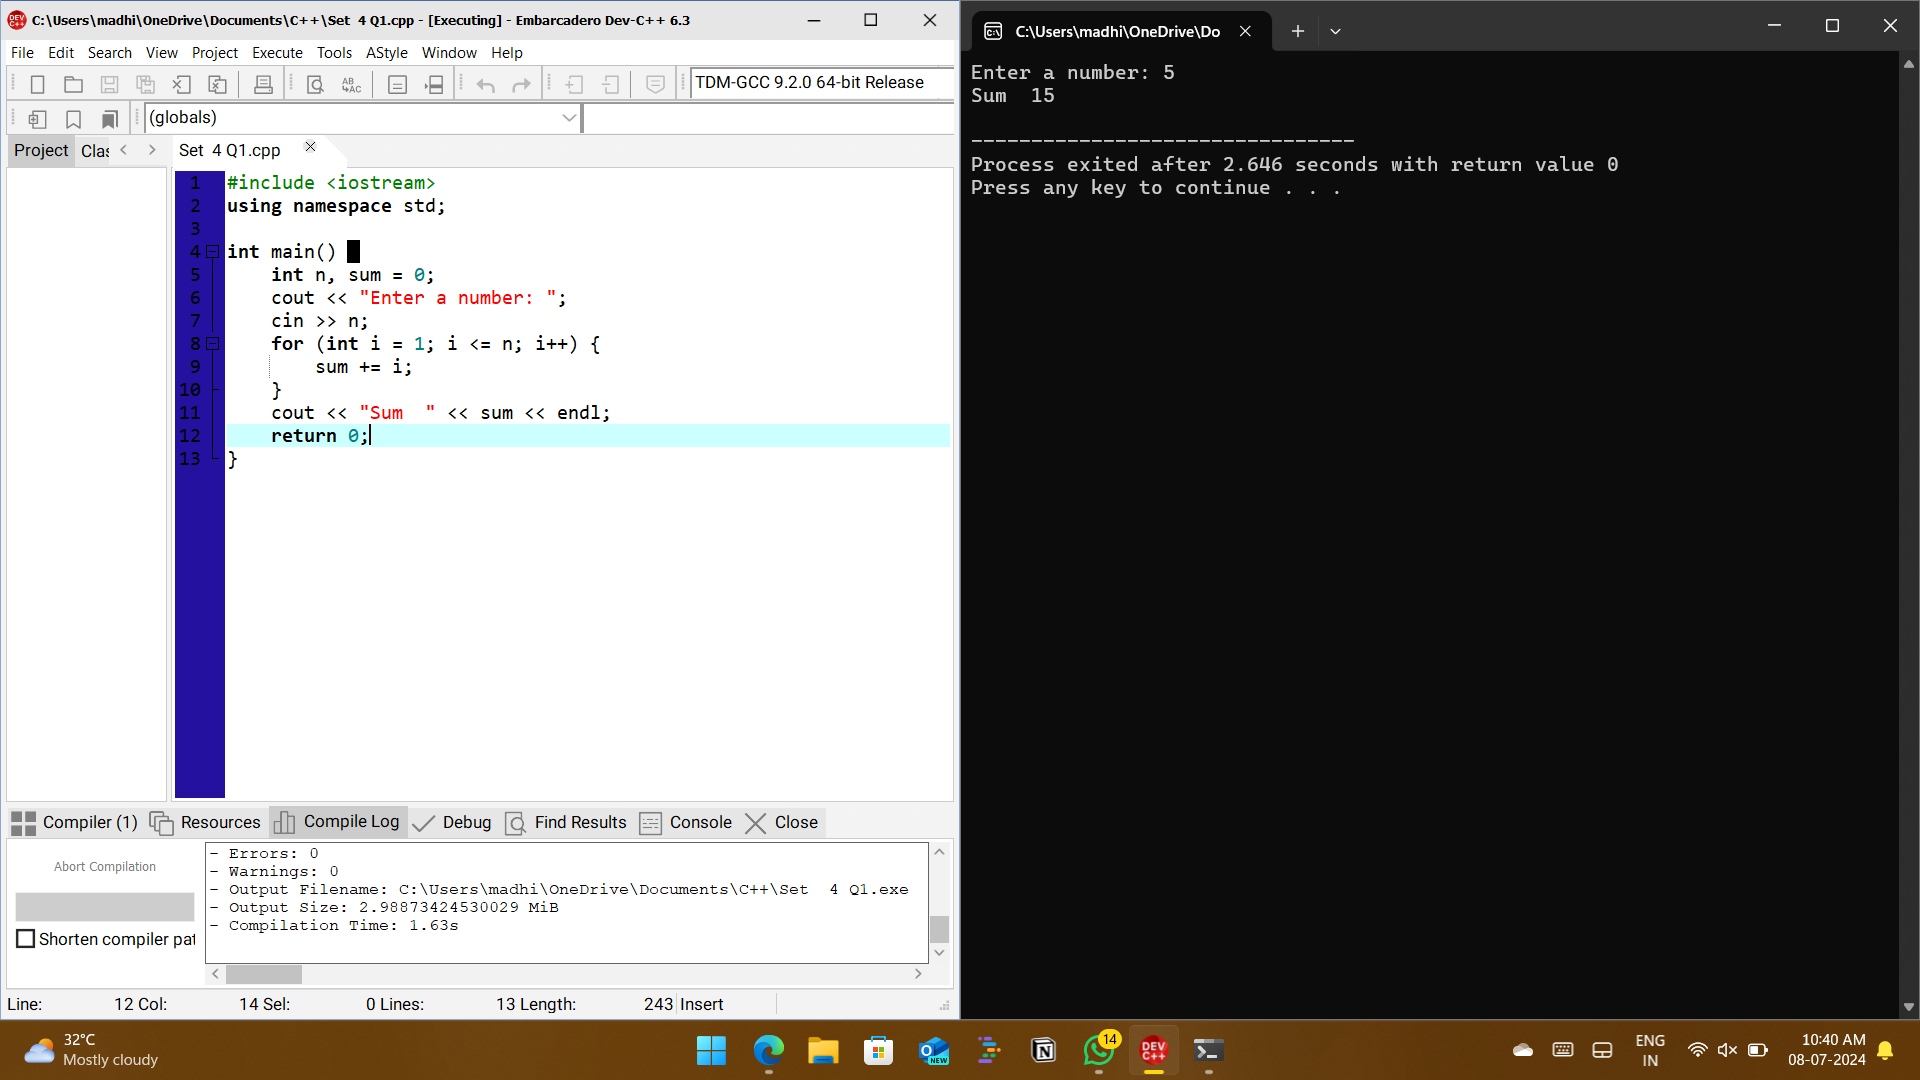 C:\Users\madhi\OneDrive\Documents\C++\Set  4 Q1.cpp - [Executing] - Embarcadero Dev-C++ 6.3
File Edit Search View Project Execute Tools AStyle Window Help
TDM-GCC 9.2.0 64-bit Release
(globals)
Project Clas
Set  4 Q1.cpp
1 #include <iostream>
2 using namespace std;
3
4 int main()
5     int n, sum = 0;
6     cout << "Enter a number: ";
7     cin >> n;
8     for (int i = 1; i <= n; i++) {
9         sum += i;
10     }
11     cout << "Sum  " << sum << endl;
12     return 0;
13 }
Compiler (1) Resources Compile Log Debug Find Results Console Close
Abort Compilation
Shorten compiler pat
- Errors: 0
- Warnings: 0
- Output Filename: C:\Users\madhi\OneDrive\Documents\C++\Set  4 Q1.exe
- Output Size: 2.98873424530029 MiB
- Compilation Time: 1.63s
Line: 12 Col: 14 Sel: 0 Lines: 13 Length: 243 Insert
C:\Users\madhi\OneDrive\Do
Enter a number: 5
Sum  15
--------------------------------
Process exited after 2.646 seconds with return value 0
Press any key to continue . . .
32°C
Mostly cloudy
NEW
14
DEV
C++
ENG
IN
10:40 AM
08-07-2024